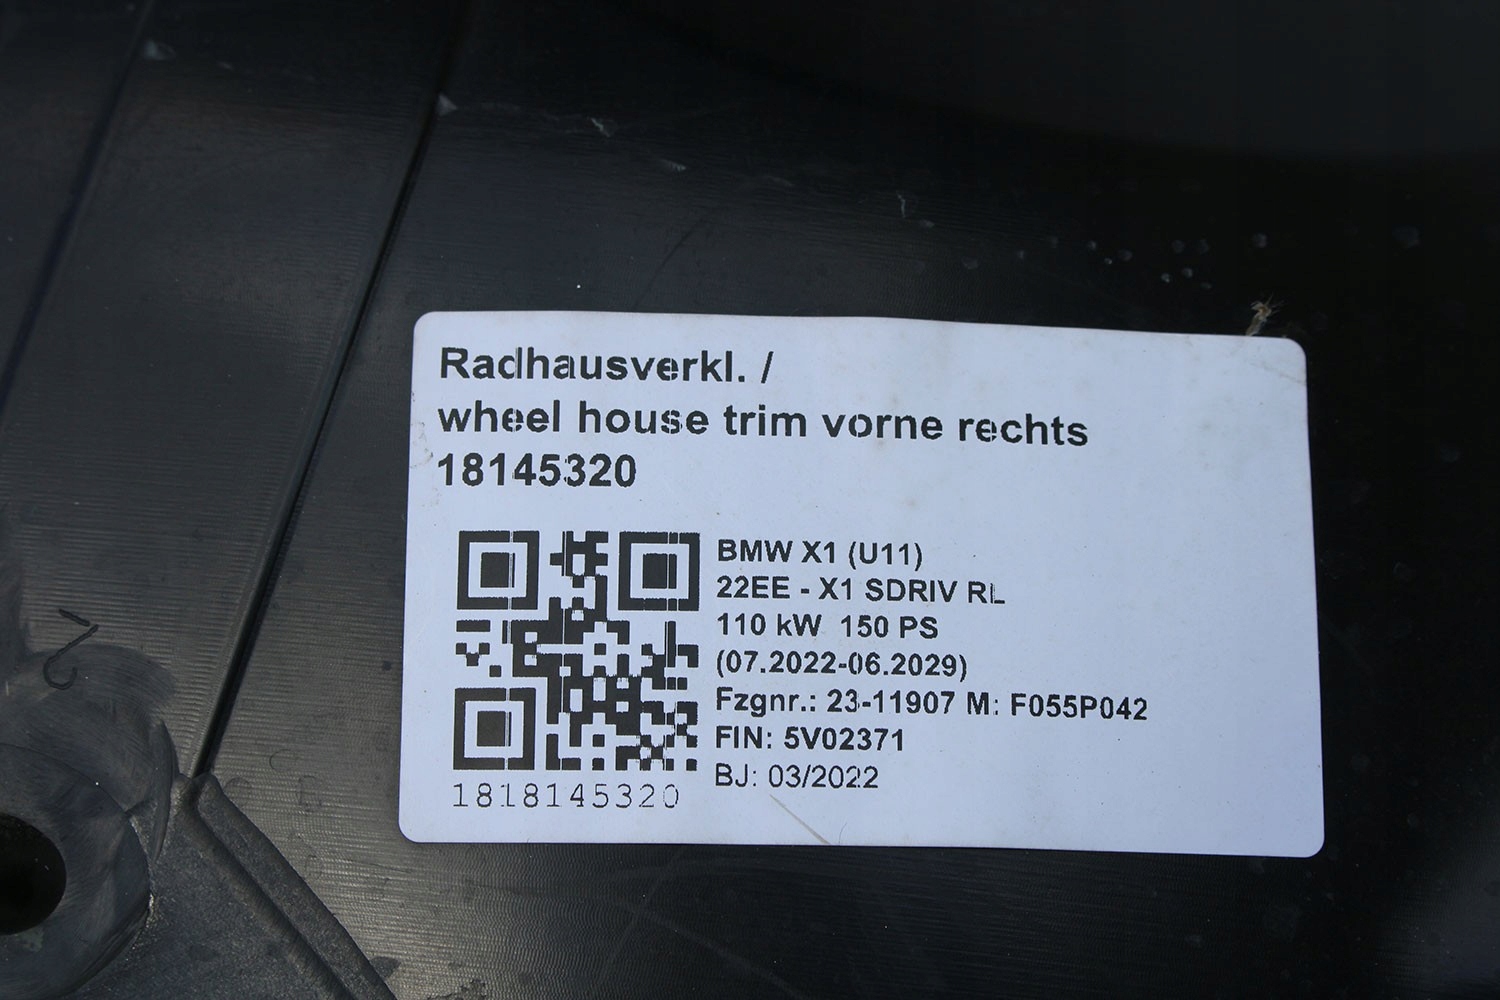 Radhausverkl. /
wheel house trim vorne rechts
18145320
BMW X1 (U11)
22EE - X1 SDRIV RL
110 kW 150 PS
(07.2022-06.2029)
Fzgnr.: 23-11907 M: F055P042
FIN: 5V02371
BJ: 03/2022
1818145320